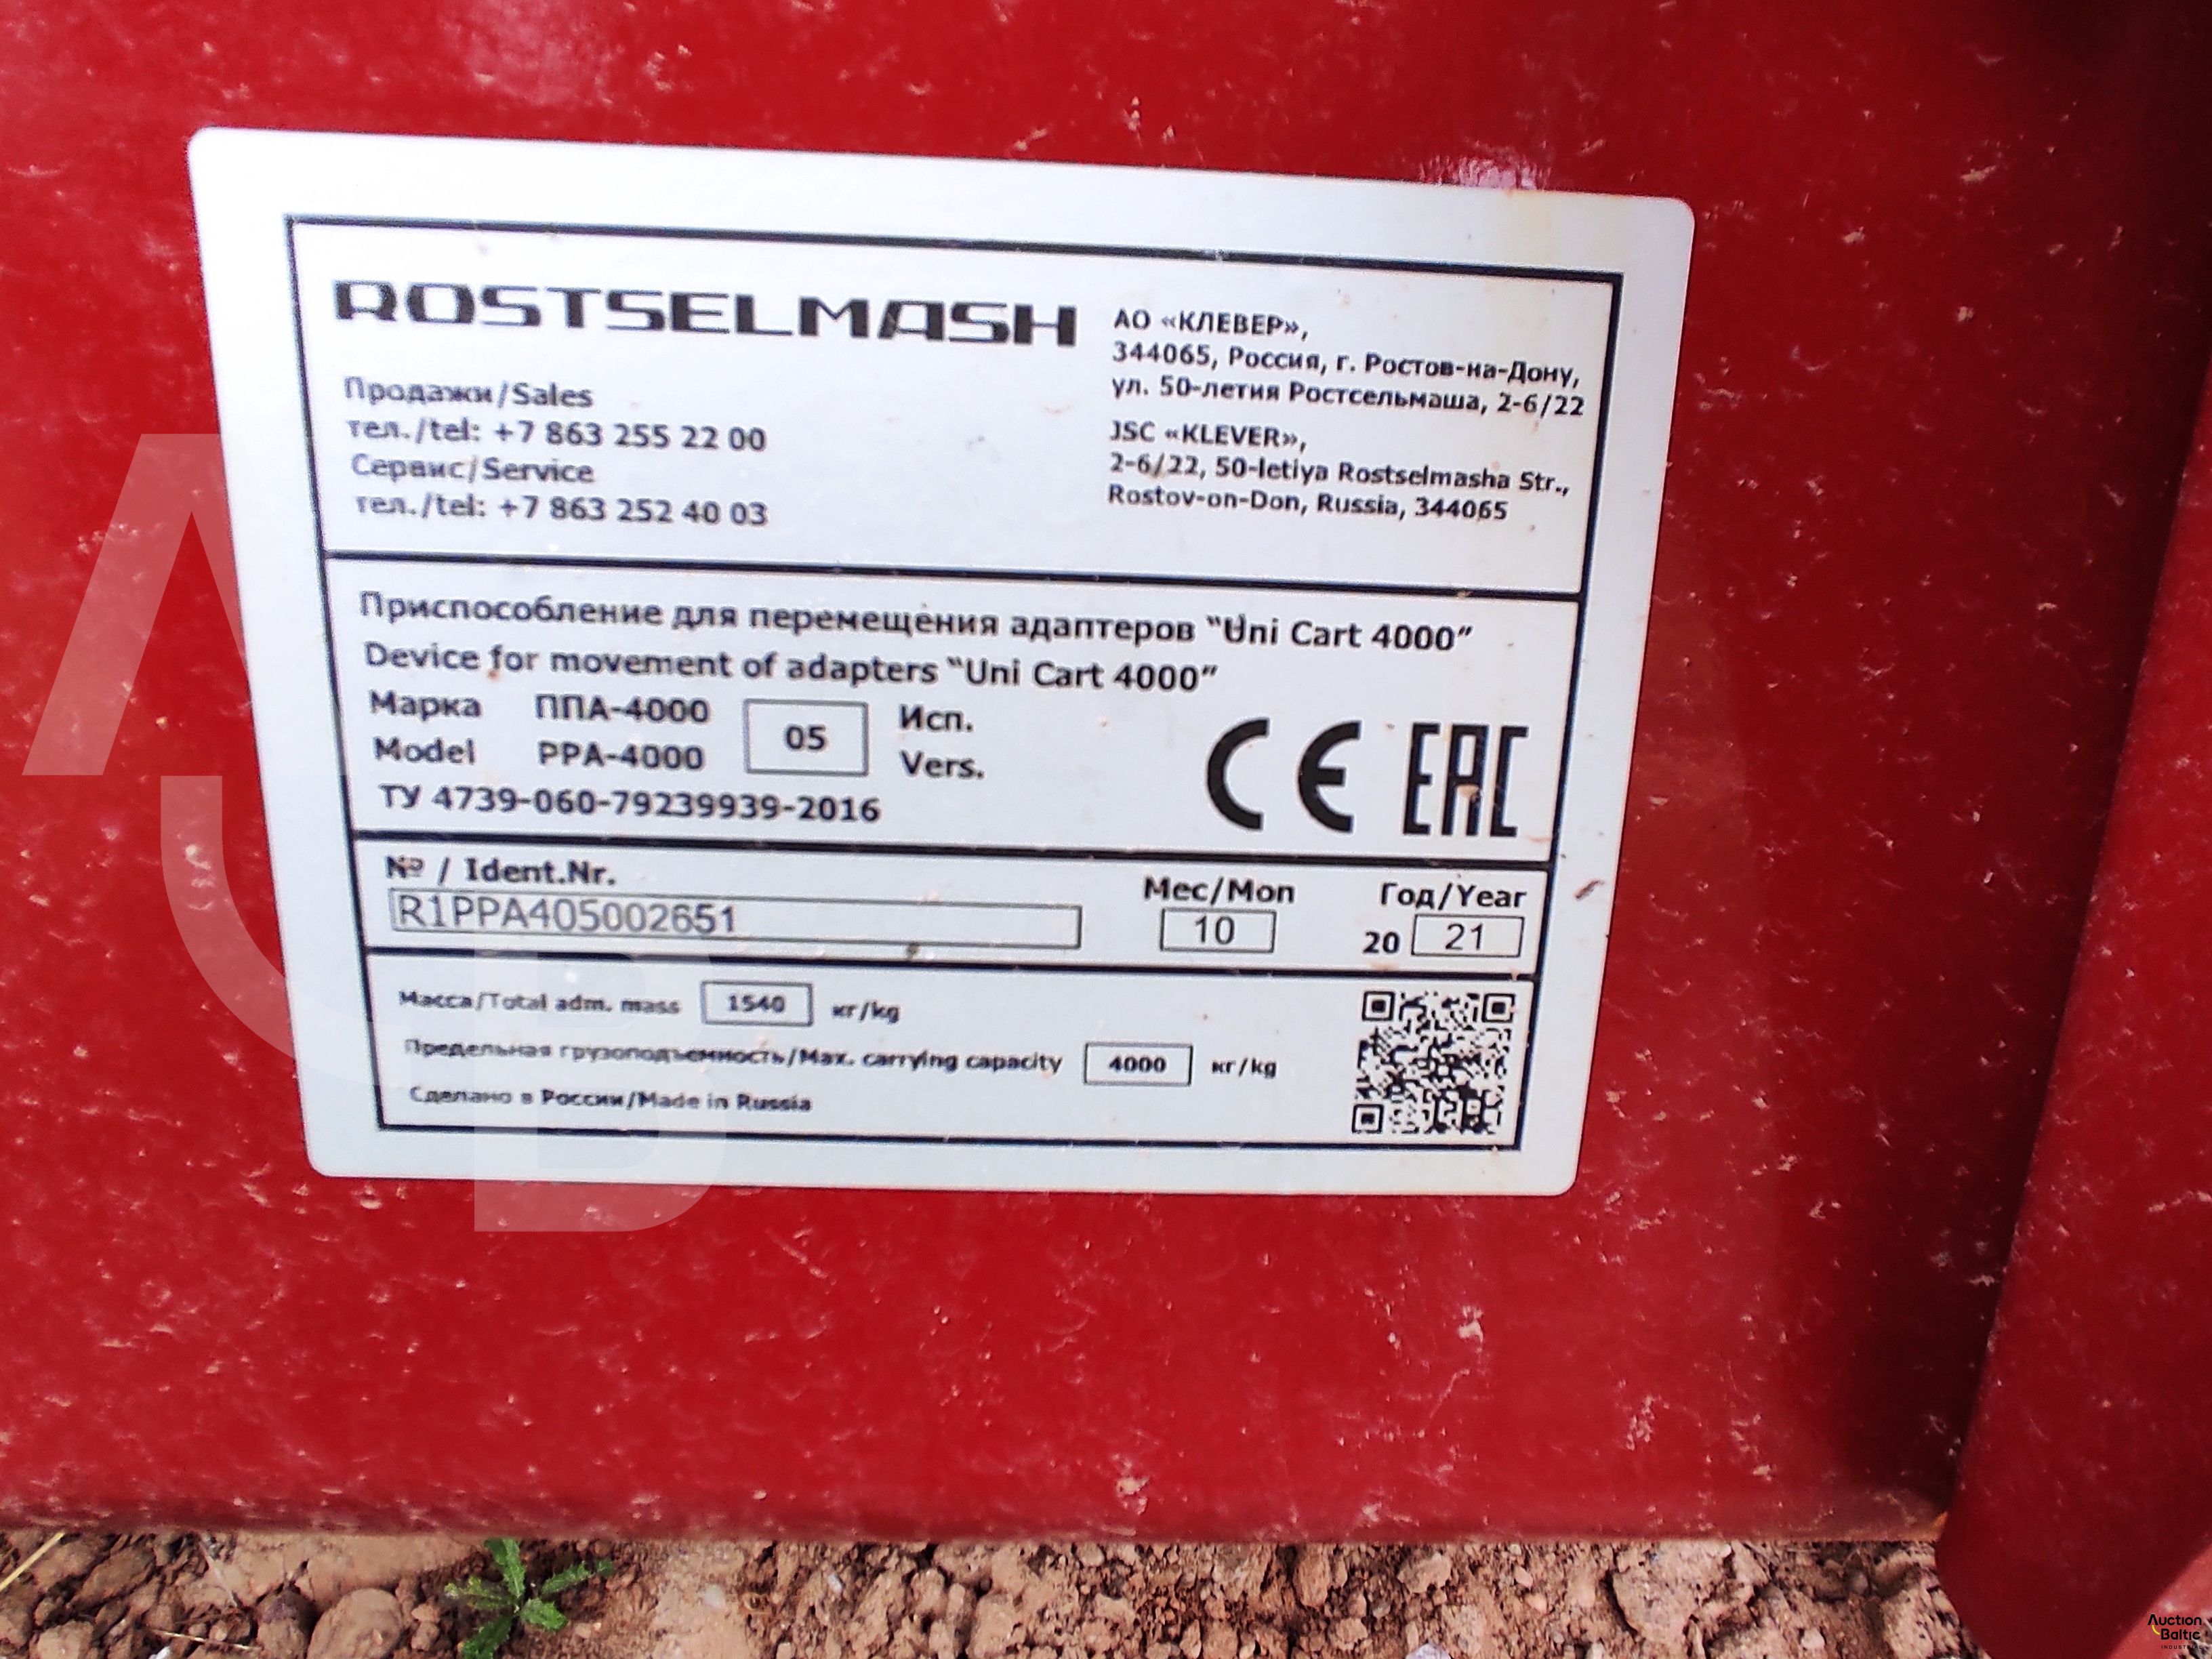 ROSTSELMASH
Продажи/Sales
тел./tel: +7 863 255 22 00
Сервис/Service
тел./tel: +7 863 252 40 03
АО «КЛЕВЕР»,
344065, Россия, г. Ростов-на-Дону,
ул. 50-летия Ростсельмаша, 2-6/22
JSC «KLEVER»,
2-6/22, 50-letiya Rostselmasha Str.,
Rostov-on-Don, Russia, 344065
Приспособление для перемещения адаптеров "Uni Cart 4000"
Device for movement of adapters "Uni Cart 4000"
Марка ППА-4000 05 Исп.
Model PPA-4000 Vers.
ТУ 4739-060-79239939-2016
CE EAC
№ / Ident.Nr. Мес/Mon Год/Year
R1PPA405002651 10 20 21
Масса/Total adm. mass 1540 кг/kg
Предельная грузоподъемность/Max. carrying capacity 4000 кг/kg
Сделано в России/Made in Russia
AB
Auction
Baltic